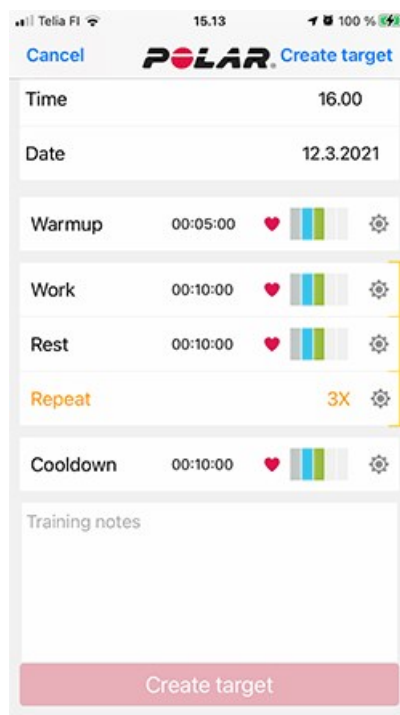 Telia FI 15.13 100 %
Cancel POLAR. Create target
Time 16.00
Date 12.3.2021
Warmup 00:05:00
Work 00:10:00
Rest 00:10:00
Repeat 3X
Cooldown 00:10:00
Training notes
Create target